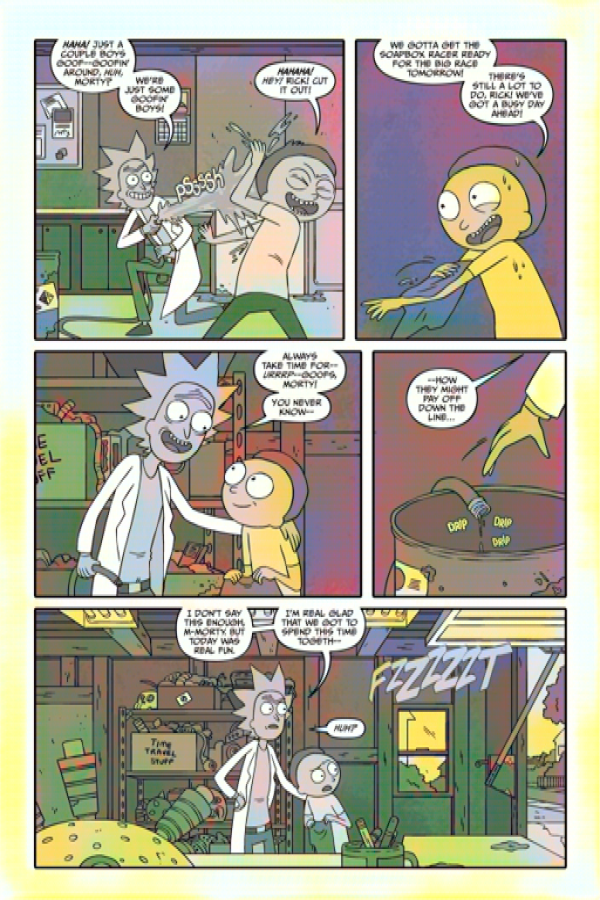 HAHA! JUST A
COUPLE BOYS
GOOF--GOOFIN'
AROUND, HUH,
MORTY?
WE'RE
JUST SOME
GOOFIN'
BOYS!
PSSSSH
HAHAHA!
HEY! RICK! CUT
IT OUT!
WE GOTTA GET THE
SOAPBOX RACER READY
FOR THE BIG RACE
TOMORROW!
THERE'S
STILL A LOT TO
DO, RICK! WE'VE
GOT A BUSY DAY
AHEAD!
ALWAYS
TAKE TIME FOR--
URRRP--GOOFS,
MORTY!
YOU NEVER
KNOW--
--HOW
THEY MIGHT
PAY OFF
DOWN THE
LINE...
DRIP
DRIP
DRIP
I DON'T SAY
THIS ENOUGH,
M-MORTY, BUT
TODAY WAS
REAL FUN.
I'M REAL GLAD
THAT WE GOT TO
SPEND THIS TIME
TOGETH--
FZZZZZZT
HUH?
TIME
TRAVEL
STUFF